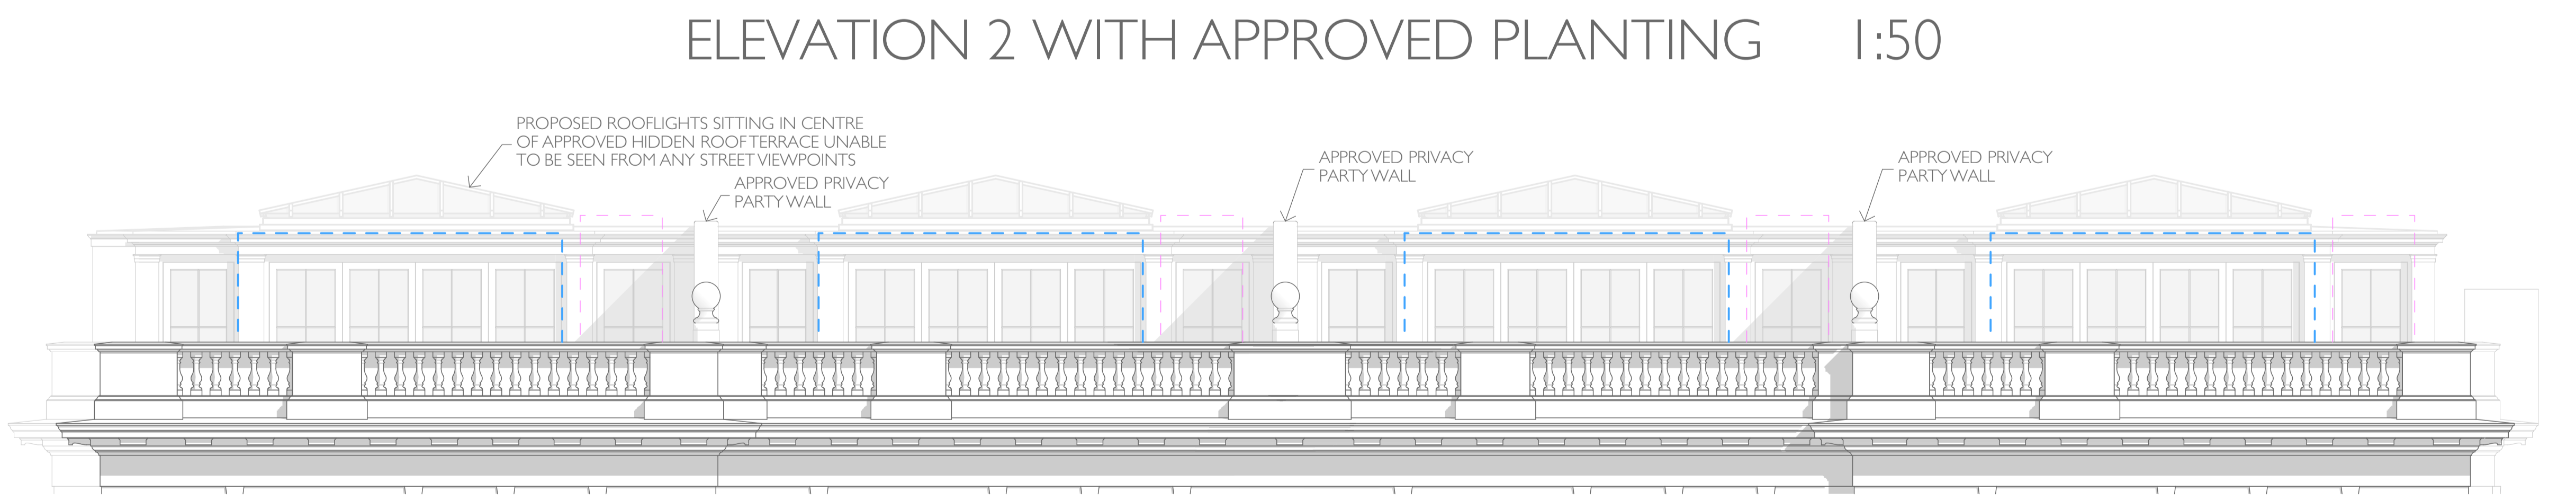 ELEVATION 2 WITH APPROVED PLANTING 1:50
PROPOSED ROOFLIGHTS SITTING IN CENTRE
OF APPROVED HIDDEN ROOF TERRACE UNABLE
TO BE SEEN FROM ANY STREET VIEWPOINTS
APPROVED PRIVACY
PARTY WALL
APPROVED PRIVACY
PARTY WALL
APPROVED PRIVACY
PARTY WALL